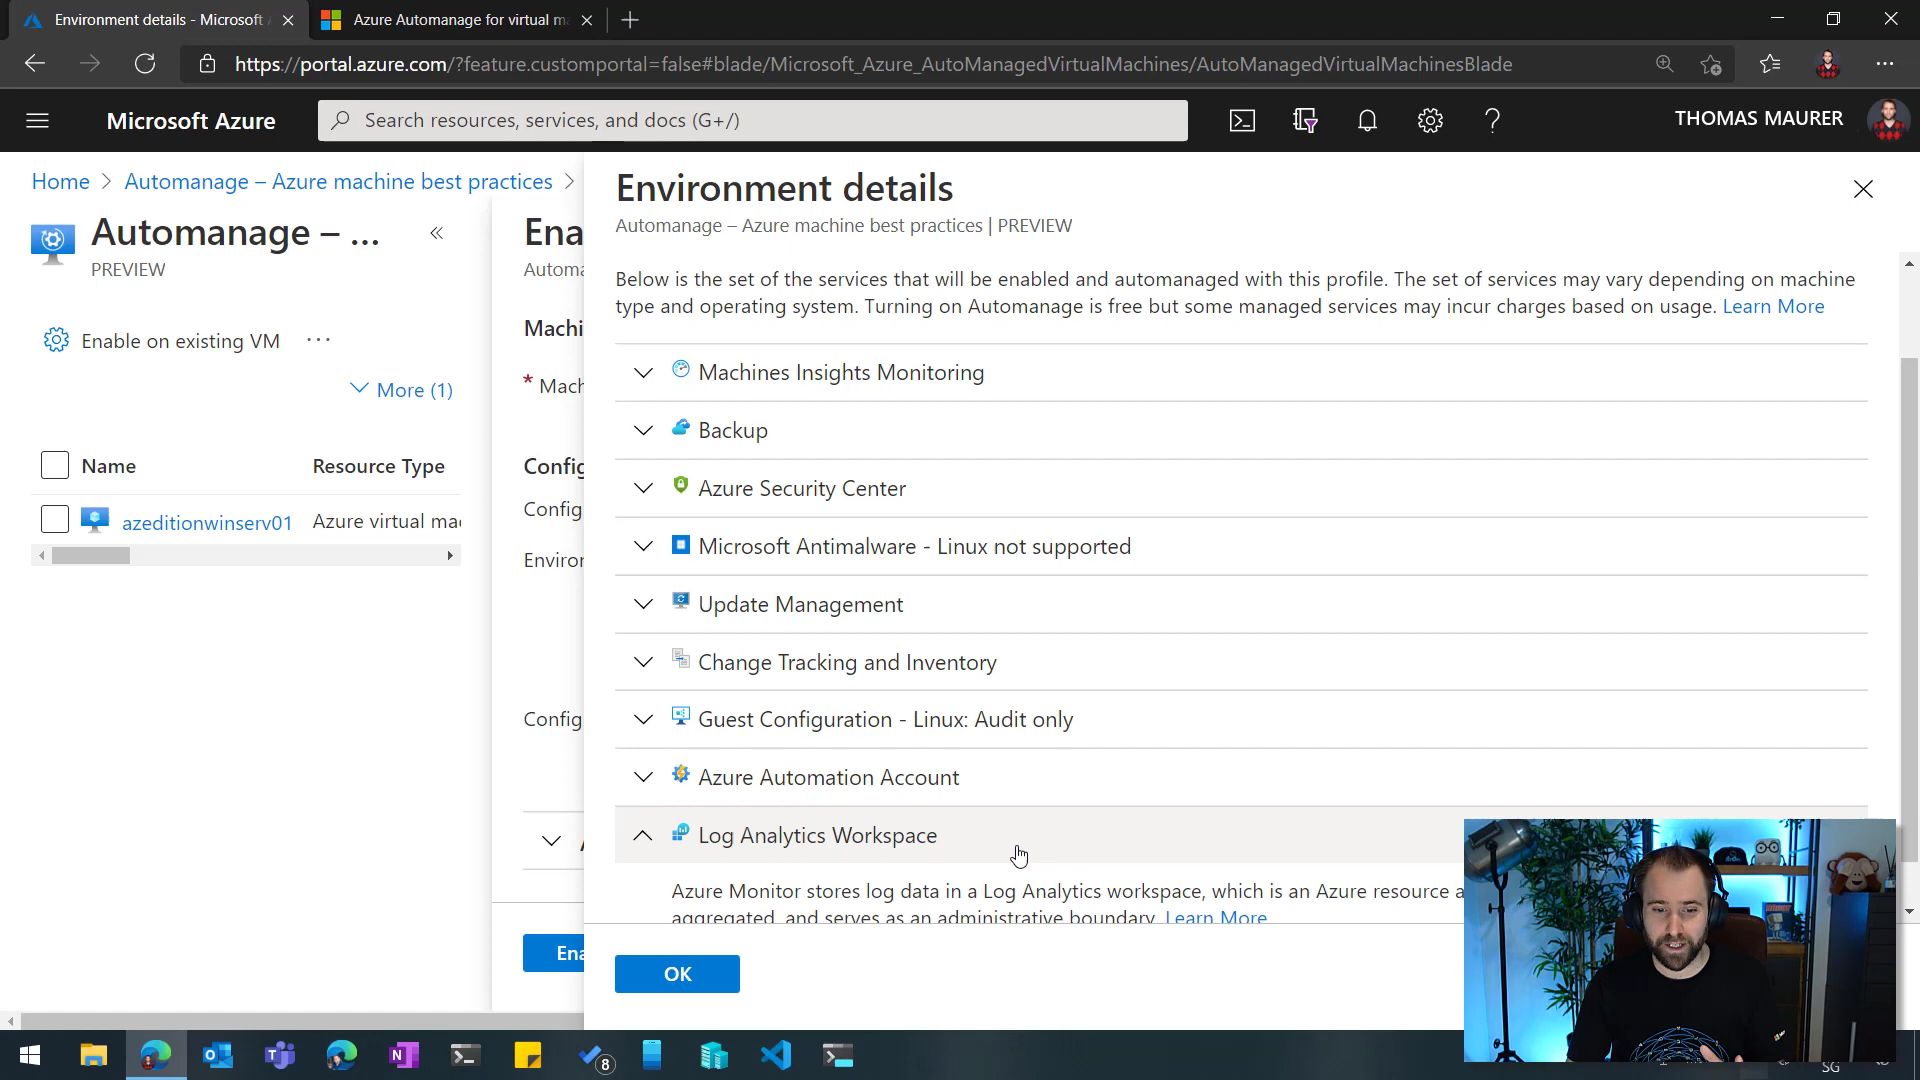 Environment details - Microsoft A
Azure Automanage for virtual ma
https://portal.azure.com/?feature.customportal=false#blade/Microsoft_Azure_AutoManagedVirtualMachines/AutoManagedVirtualMachinesBlade
Microsoft Azure
Search resources, services, and docs (G+/)
THOMAS MAURER
Home > Automanage – Azure machine best practices >
Automanage – ...
PREVIEW
Enable on existing VM
...
More (1)
Name
Resource Type
azeditionwinserv01
Azure virtual mac
Ena
Automa
Machi
* Mach
Config
Config
Environ
Config
Ena
Environment details
Automanage – Azure machine best practices | PREVIEW
Below is the set of the services that will be enabled and automanaged with this profile. The set of services may vary depending on machine
type and operating system. Turning on Automanage is free but some managed services may incur charges based on usage. Learn More
Machines Insights Monitoring
Backup
Azure Security Center
Microsoft Antimalware - Linux not supported
Update Management
Change Tracking and Inventory
Guest Configuration - Linux: Audit only
Azure Automation Account
Log Analytics Workspace
Azure Monitor stores log data in a Log Analytics workspace, which is an Azure resource a
aggregated, and serves as an administrative boundary. Learn More
OK
8
SG